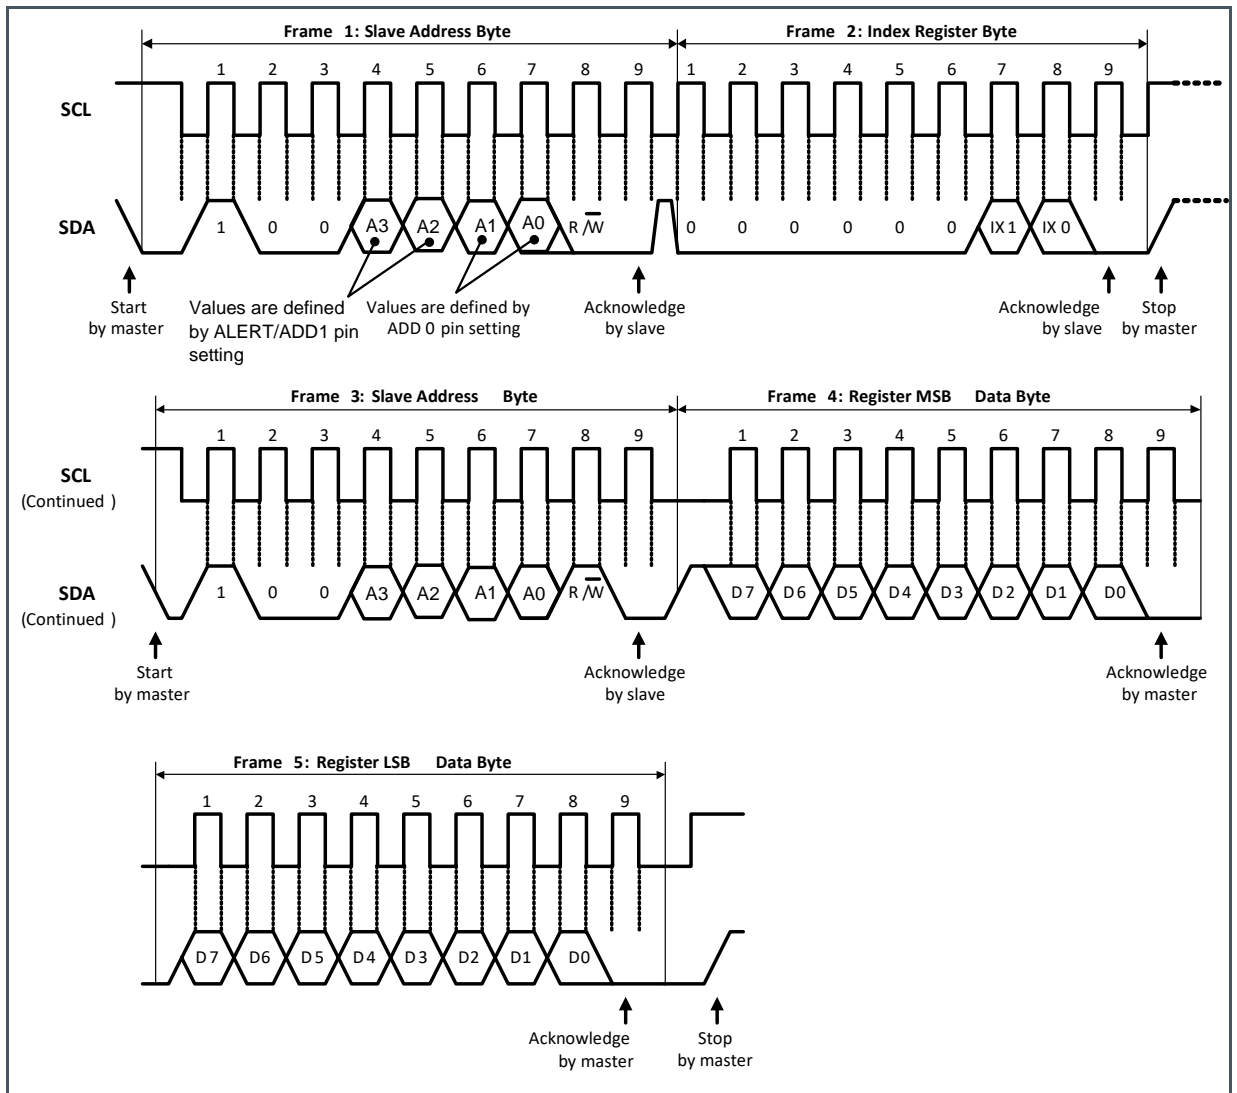 Frame 1: Slave Address Byte Frame 2: Index Register Byte
1 2 3 4 5 6 7 8 9 1 2 3 4 5 6 7 8 9
SCL
SDA 1 0 0 A3 A2 A1 A0 R/W 0 0 0 0 0 0 IX 1 IX 0
Start
by master
Values are defined
by ALERT/ADD1 pin
setting
Values are defined by
ADD 0 pin setting
Acknowledge
by slave
Acknowledge
by slave
Stop
by master
Frame 3: Slave Address Byte Frame 4: Register MSB Data Byte
1 2 3 4 5 6 7 8 9 1 2 3 4 5 6 7 8 9
SCL
(Continued )
SDA 1 0 0 A3 A2 A1 A0 R/W D7 D6 D5 D4 D3 D2 D1 D0
(Continued )
Start
by master
Acknowledge
by slave
Acknowledge
by master
Frame 5: Register LSB Data Byte
1 2 3 4 5 6 7 8 9
D7 D6 D5 D4 D3 D2 D1 D0
Acknowledge
by master
Stop
by master